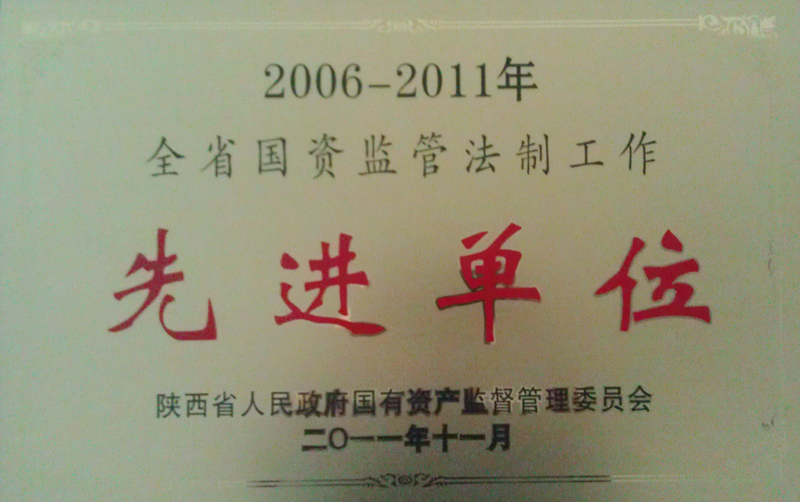 2006-2011年
全省国资监管法制工作
先进单位
陕西省人民政府国有资产监督管理委员会
二〇一一年十一月